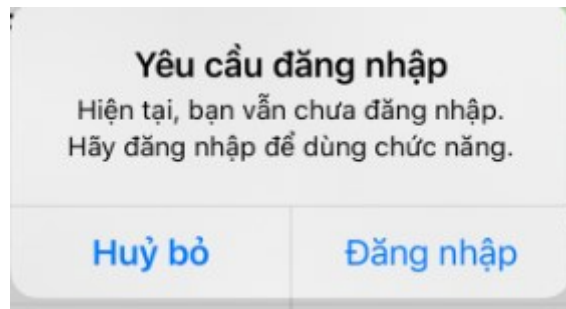 Yêu cầu đăng nhập
Hiện tại, bạn vẫn chưa đăng nhập.
Hãy đăng nhập để dùng chức năng.
Huỷ bỏ
Đăng nhập